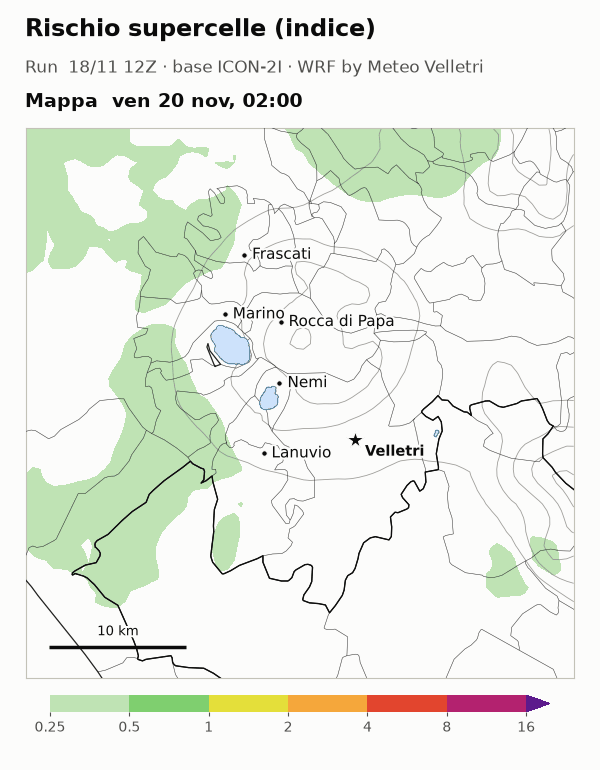 Rischio supercelle (indice)
Run  18/11 12Z · base ICON-2I · WRF by Meteo Velletri
Mappa  ven 20 nov, 02:00
Frascati
Marino
Rocca di Papa
Nemi
Velletri
Lanuvio
10 km
0.25 0.5 1 2 4 8 16